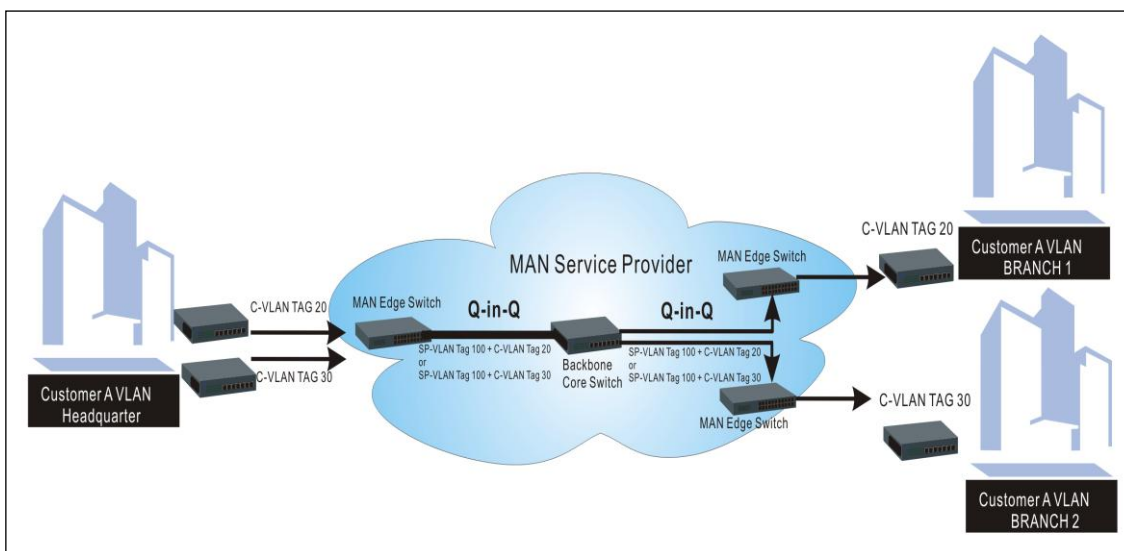 C-VLAN TAG 20
C-VLAN TAG 30
Customer A VLAN
Headquarter
MAN Service Provider
MAN Edge Switch
Q-in-Q
SP-VLAN Tag 100 + C-VLAN Tag 20
or
SP-VLAN Tag 100 + C-VLAN Tag 30
Backbone
Core Switch
Q-in-Q
SP-VLAN Tag 100 + C-VLAN Tag 20
or
SP-VLAN Tag 100 + C-VLAN Tag 30
MAN Edge Switch
MAN Edge Switch
C-VLAN TAG 20
Customer A VLAN
BRANCH 1
C-VLAN TAG 30
Customer A VLAN
BRANCH 2